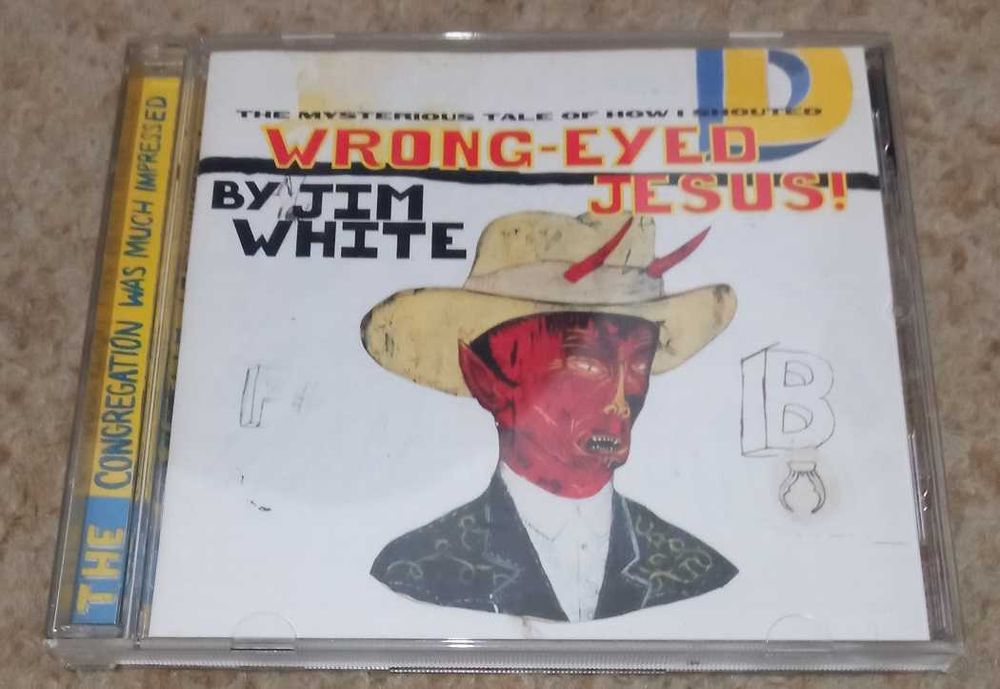 THE MYSTERIOUS TALE OF HOW I SHOUTED
WRONG-EYED
JESUS!
BY JIM
WHITE
D
F
B
THE CONGREGATION WAS MUCH IMPRESSED